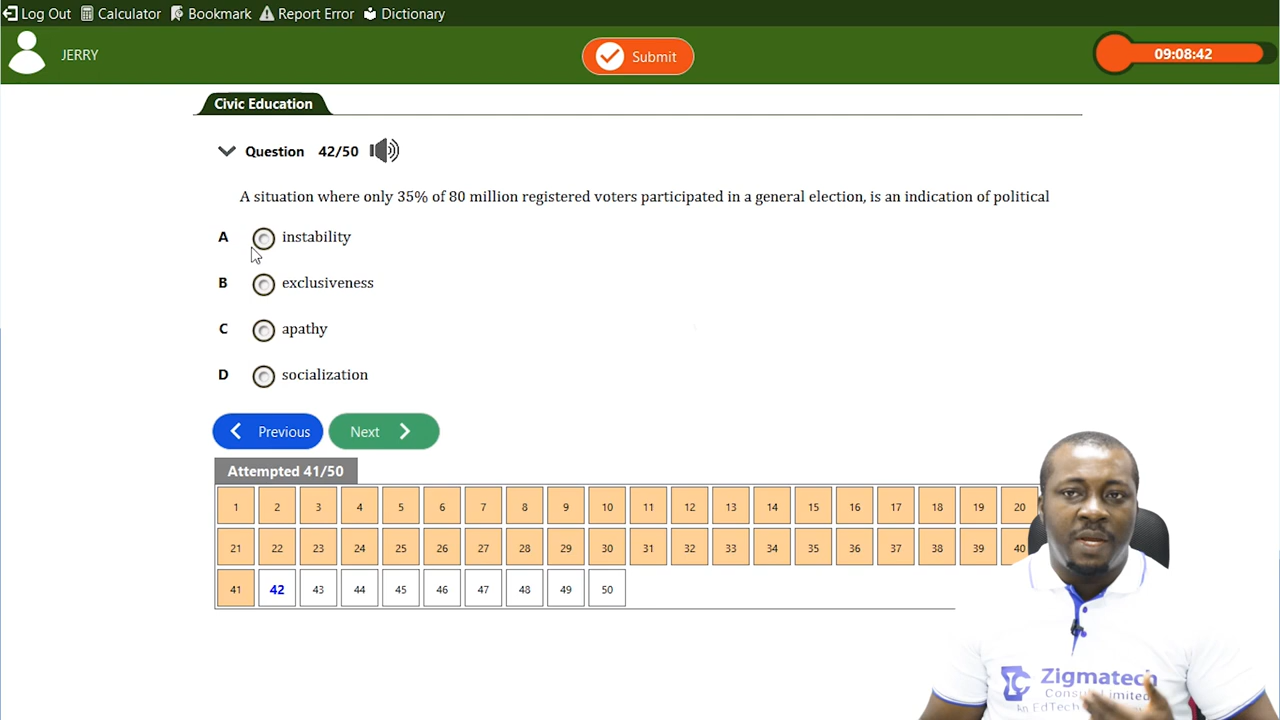 Log Out Calculator Bookmark Report Error Dictionary
JERRY
Submit
09:08:42
Civic Education
Question 42/50
A situation where only 35% of 80 million registered voters participated in a general election, is an indication of political
A instability
B exclusiveness
C apathy
D socialization
Previous Next
Attempted 41/50
1 2 3 4 5 6 7 8 9 10 11 12 13 14 15 16 17 18 19 20
21 22 23 24 25 26 27 28 29 30 31 32 33 34 35 36 37 38 39 40
41 42 43 44 45 46 47 48 49 50
Zigmatech
Consult Limited
An EdTech